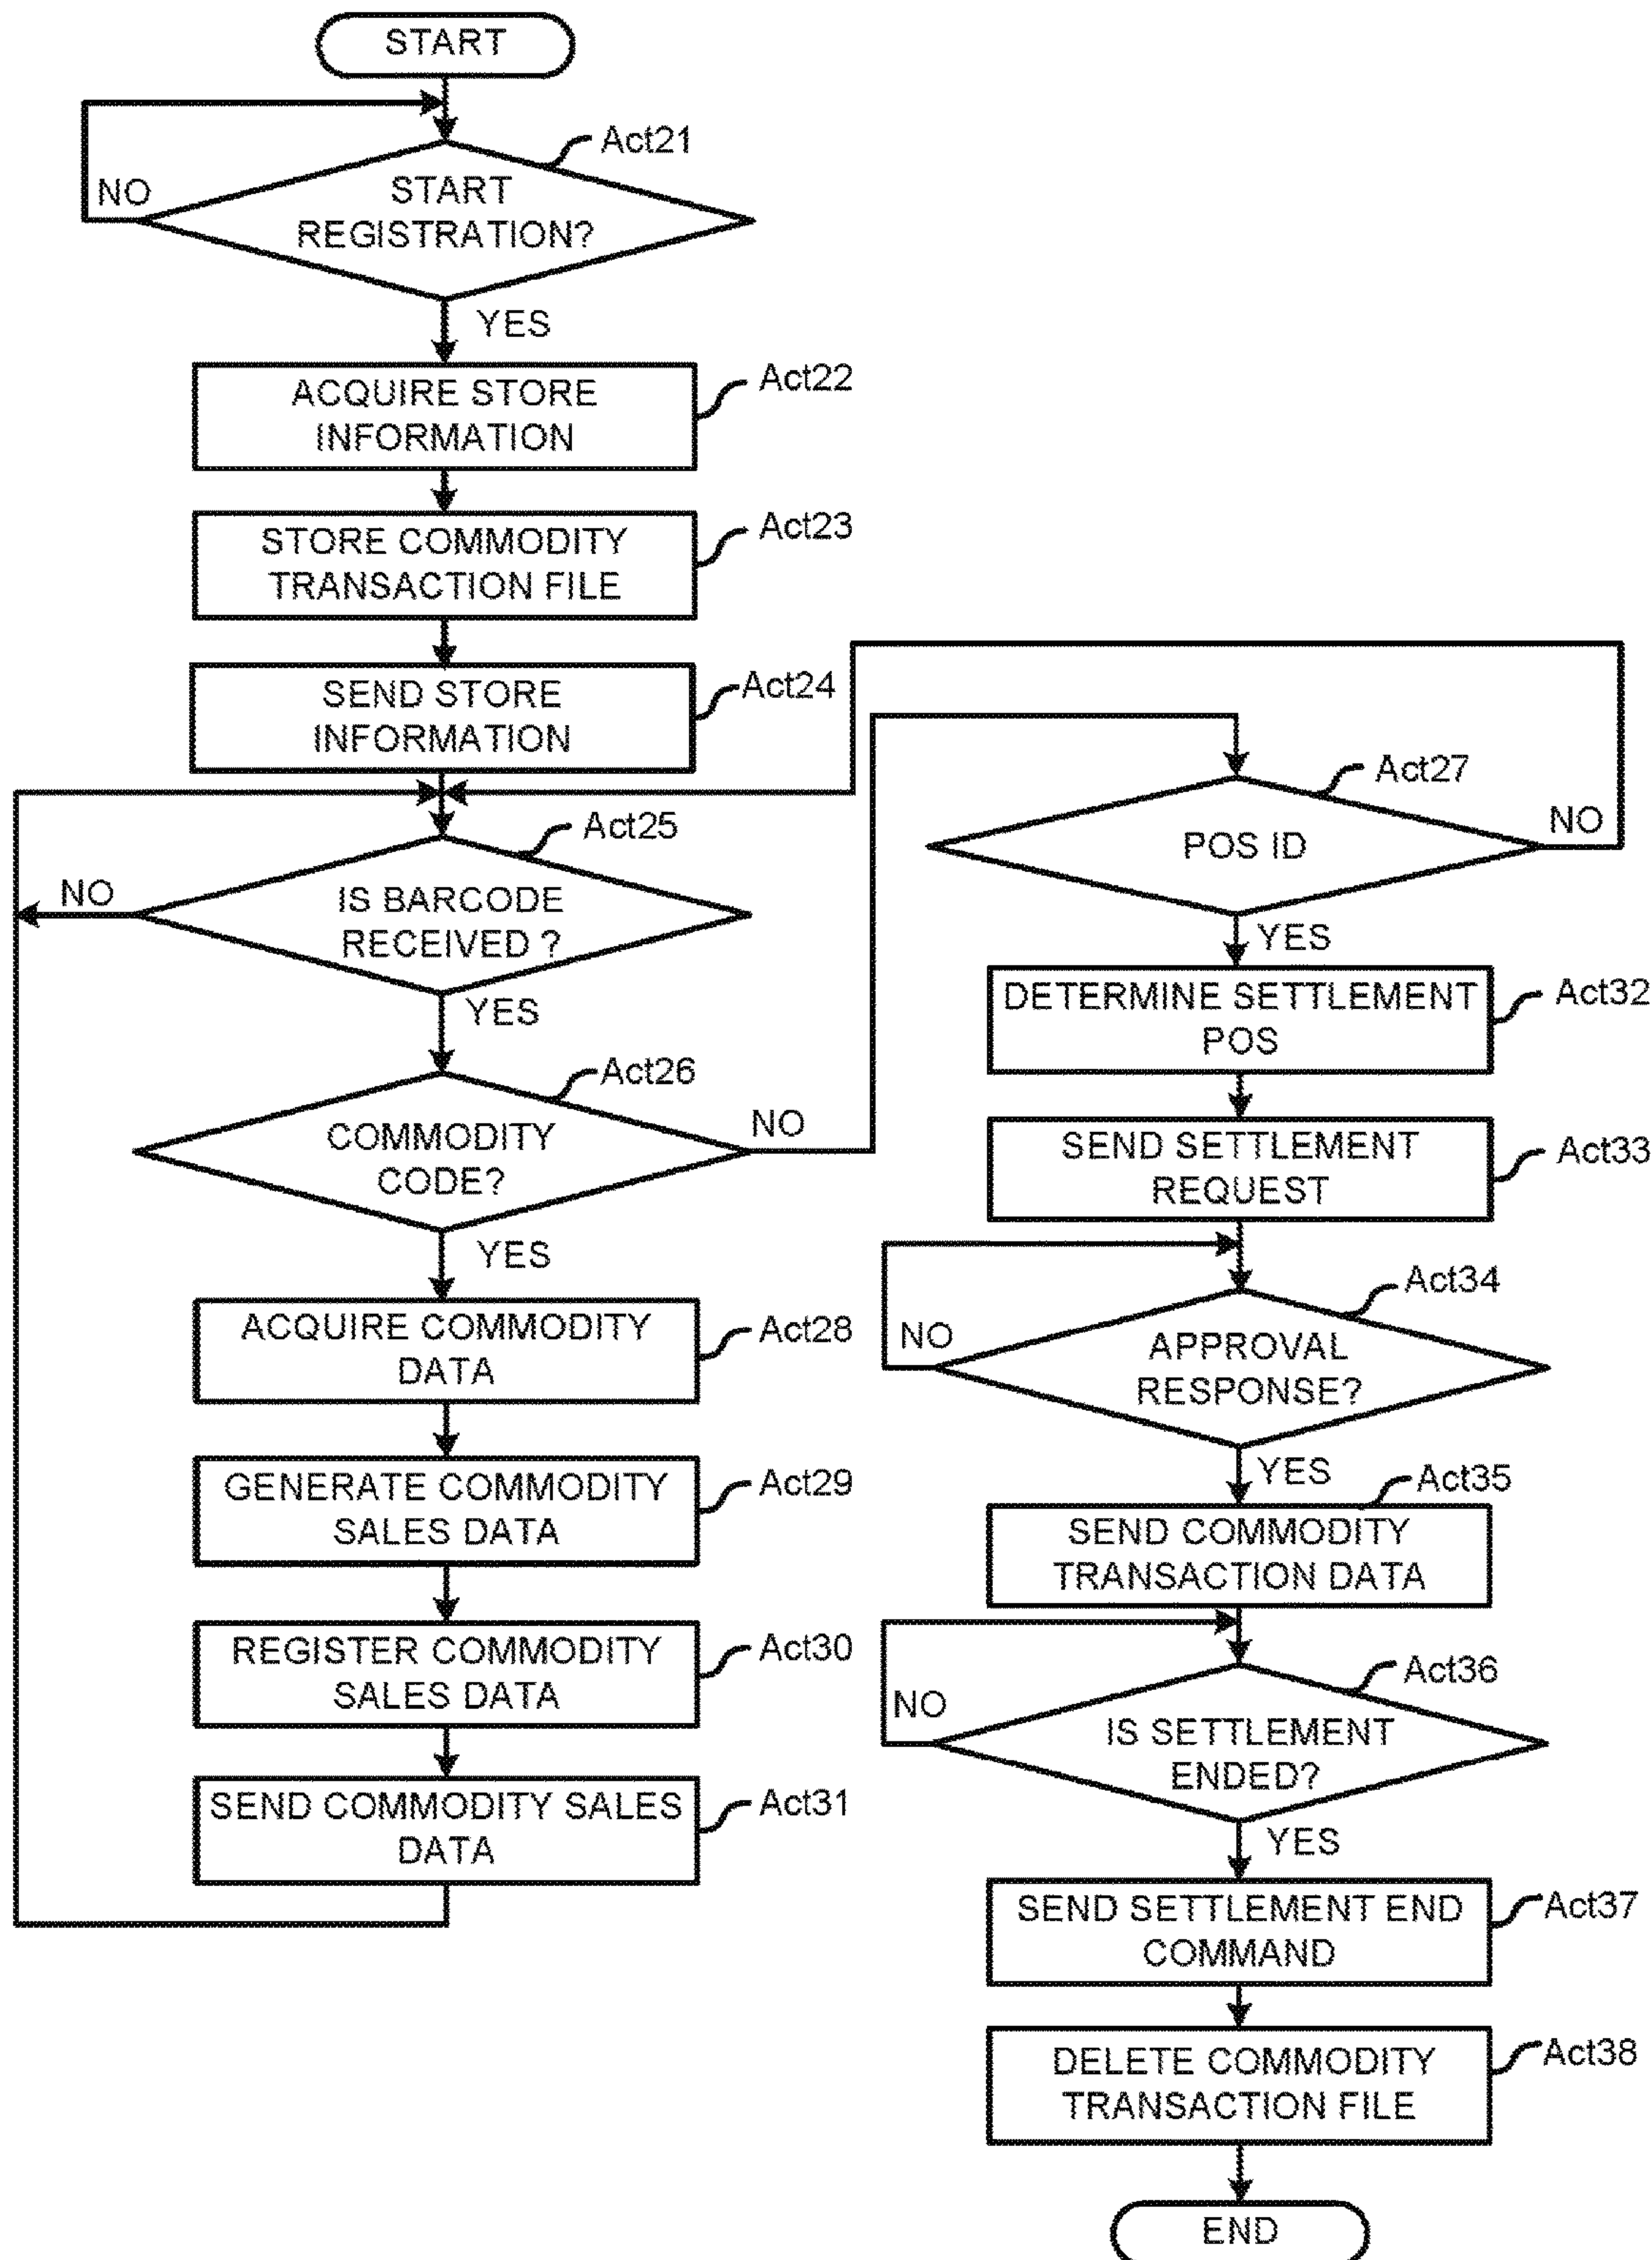 START
Act21
NO
START
REGISTRATION?
YES
ACQUIRE STORE
INFORMATION
Act22
STORE COMMODITY
TRANSACTION FILE
Act23
SEND STORE
INFORMATION
Act24
Act25
NO
IS BARCODE
RECEIVED ?
YES
Act26
COMMODITY
CODE?
NO
YES
ACQUIRE COMMODITY
DATA
Act28
GENERATE COMMODITY
SALES DATA
Act29
REGISTER COMMODITY
SALES DATA
Act30
SEND COMMODITY SALES
DATA
Act31
Act27
POS ID
NO
YES
DETERMINE SETTLEMENT
POS
Act32
SEND SETTLEMENT
REQUEST
Act33
Act34
NO
APPROVAL
RESPONSE?
YES
Act35
SEND COMMODITY
TRANSACTION DATA
Act36
NO
IS SETTLEMENT
ENDED?
YES
SEND SETTLEMENT END
COMMAND
Act37
DELETE COMMODITY
TRANSACTION FILE
Act38
END